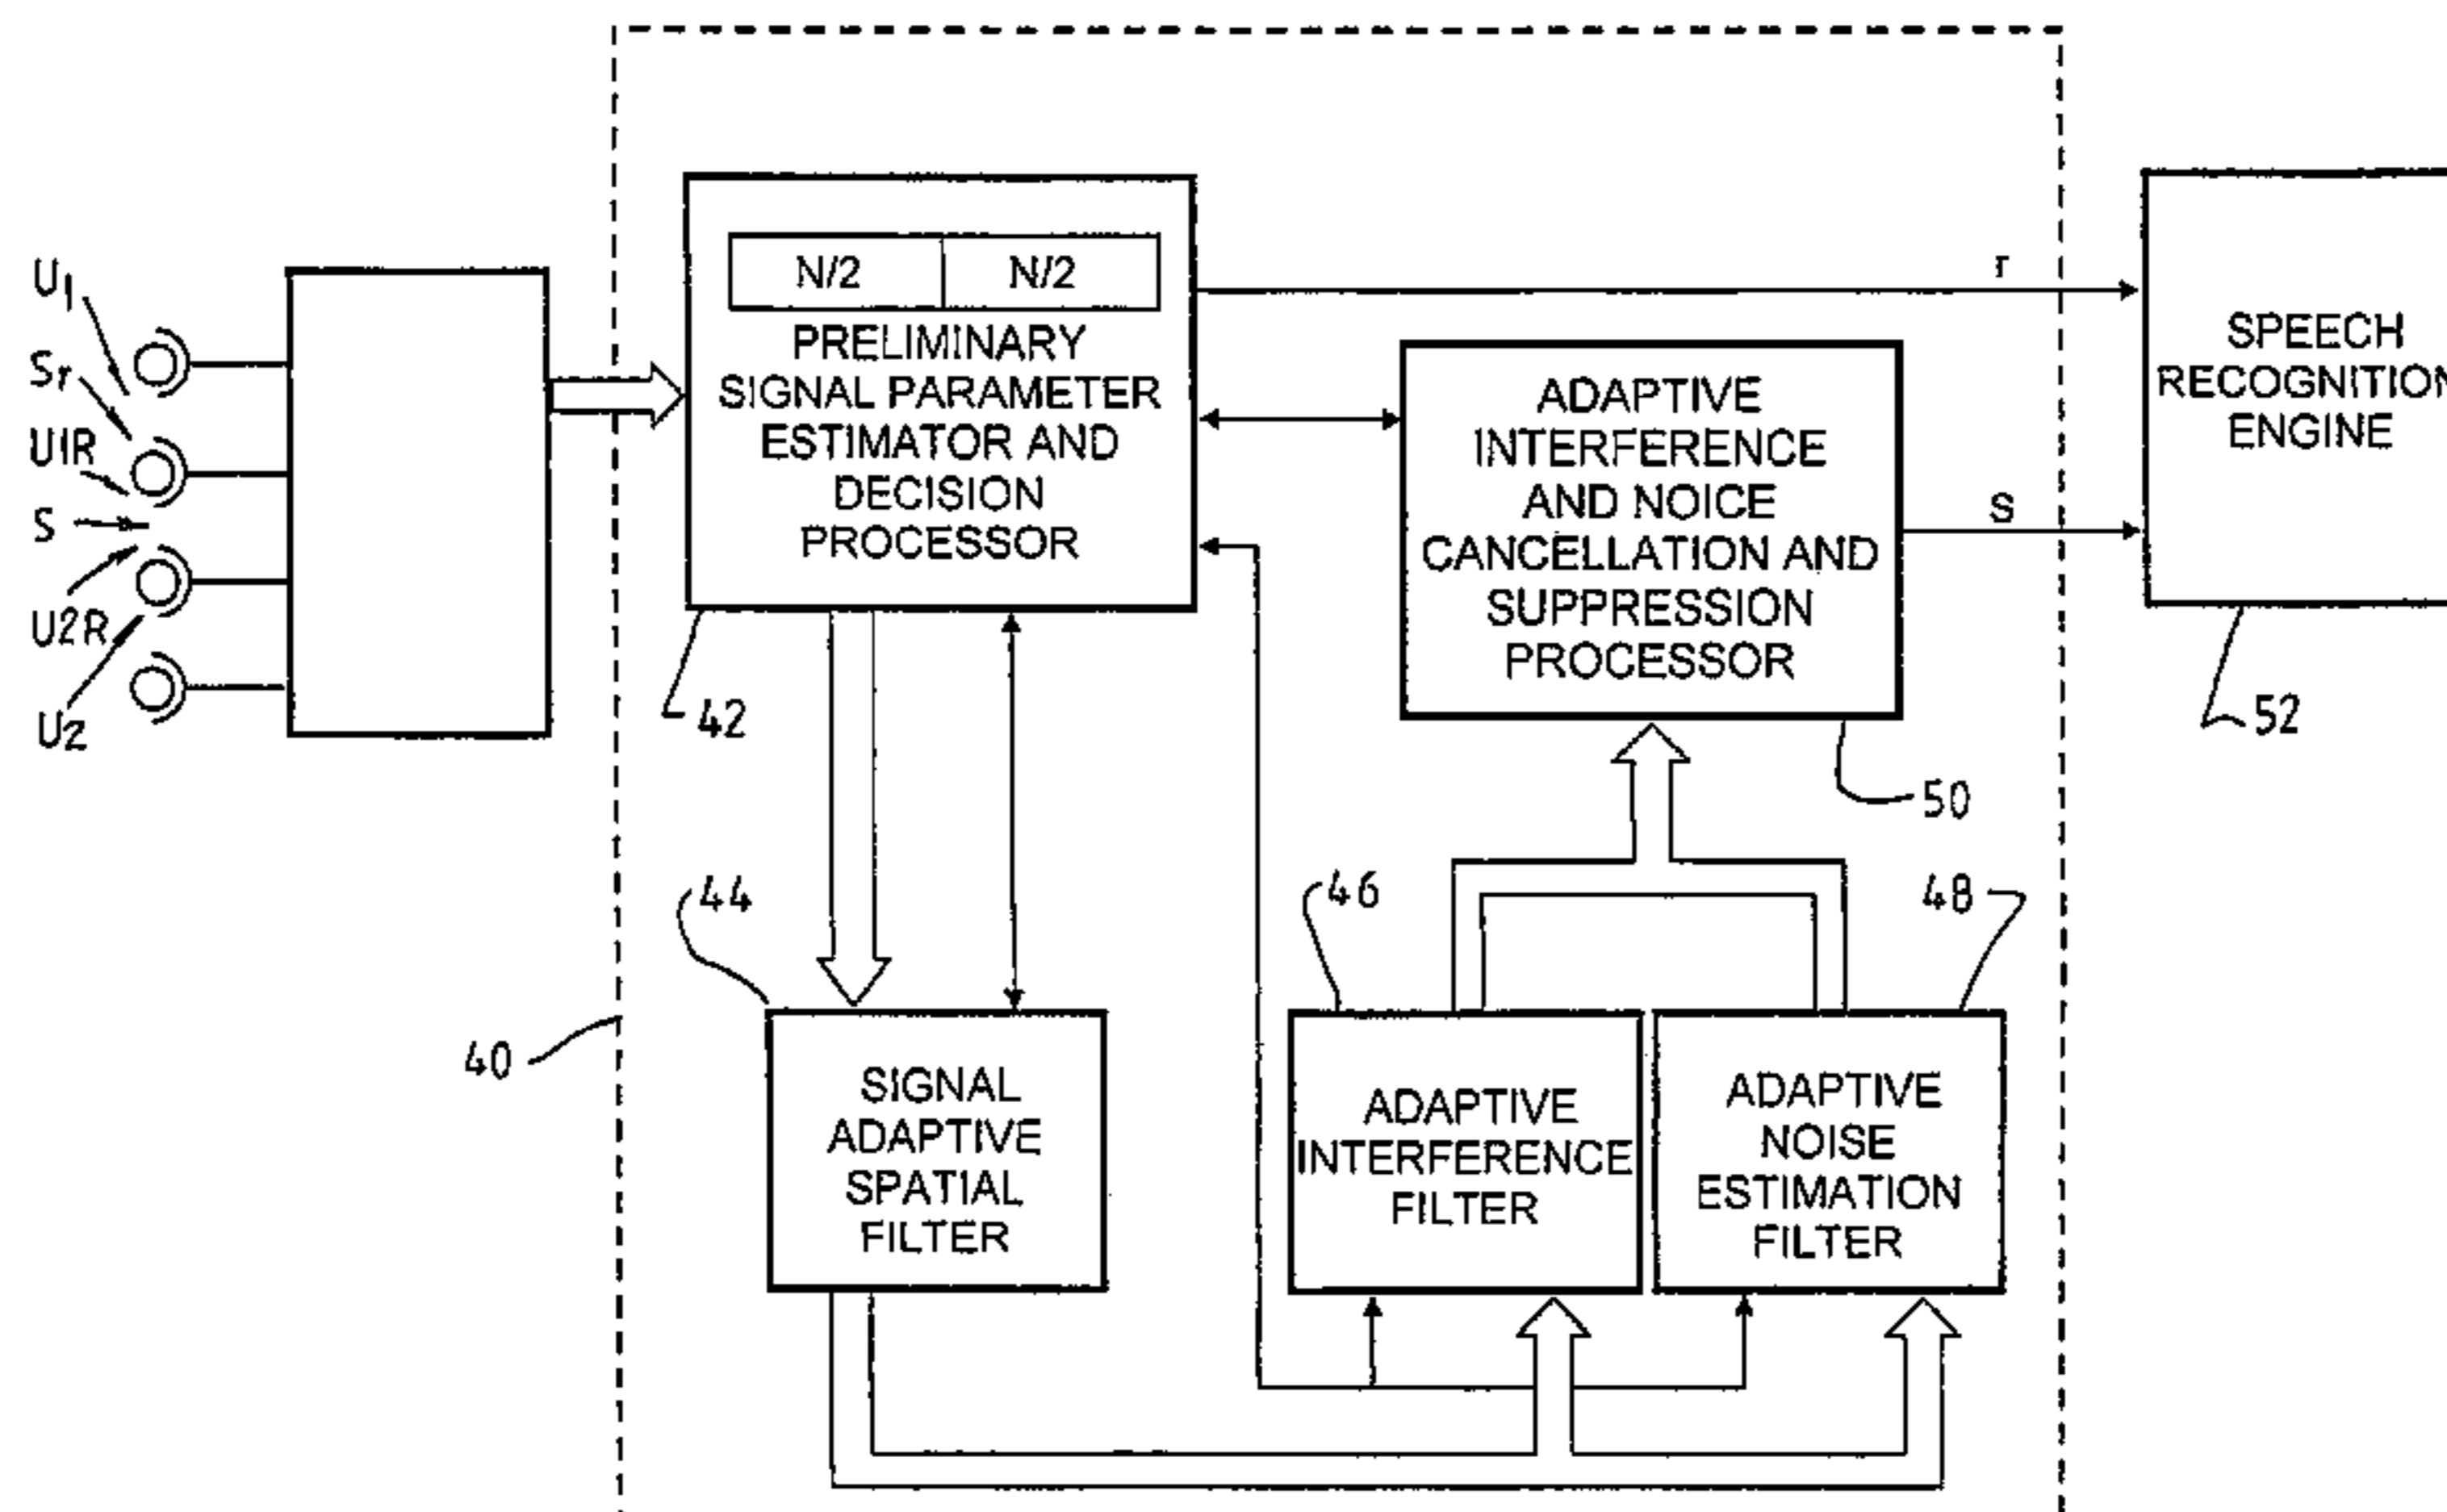 U1
Sr
U1R
S
U2R
U2
N/2
N/2
PRELIMINARY
SIGNAL PARAMETER
ESTIMATOR AND
DECISION
PROCESSOR
42
r
ADAPTIVE
INTERFERENCE
AND NOICE
CANCELLATION AND
SUPPRESSION
PROCESSOR
S
50
SPEECH
RECOGNITION
ENGINE
52
44
46
48
40
SIGNAL
ADAPTIVE
SPATIAL
FILTER
ADAPTIVE
INTERFERENCE
FILTER
ADAPTIVE
NOISE
ESTIMATION
FILTER